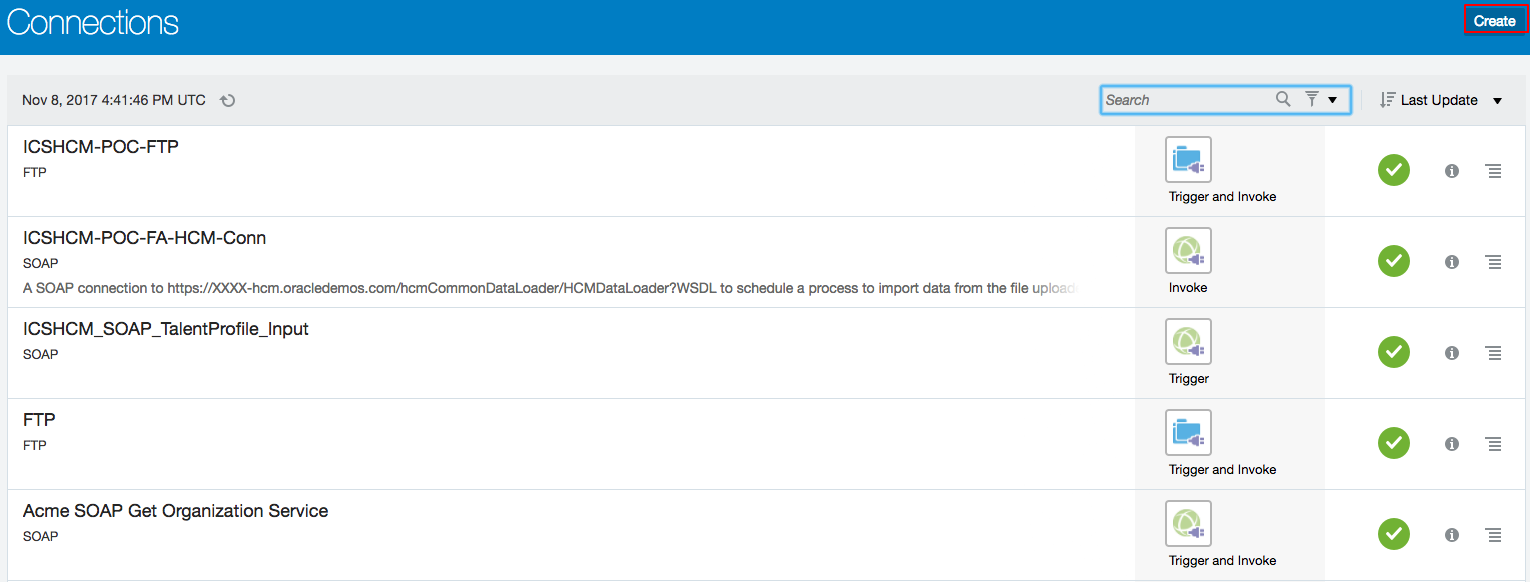 Connections
Create
Nov 8, 2017 4:41:46 PM UTC
Search
Last Update
ICSHCM-POC-FTP
FTP
Trigger and Invoke
ICSHCM-POC-FA-HCM-Conn
SOAP
A SOAP connection to https://XXXX-hcm.oracledemos.com/hcmCommonDataLoader/HCMDataLoader?WSDL to schedule a process to import data from the file uploade
Invoke
ICSHCM_SOAP_TalentProfile_Input
SOAP
Trigger
FTP
FTP
Trigger and Invoke
Acme SOAP Get Organization Service
SOAP
Trigger and Invoke